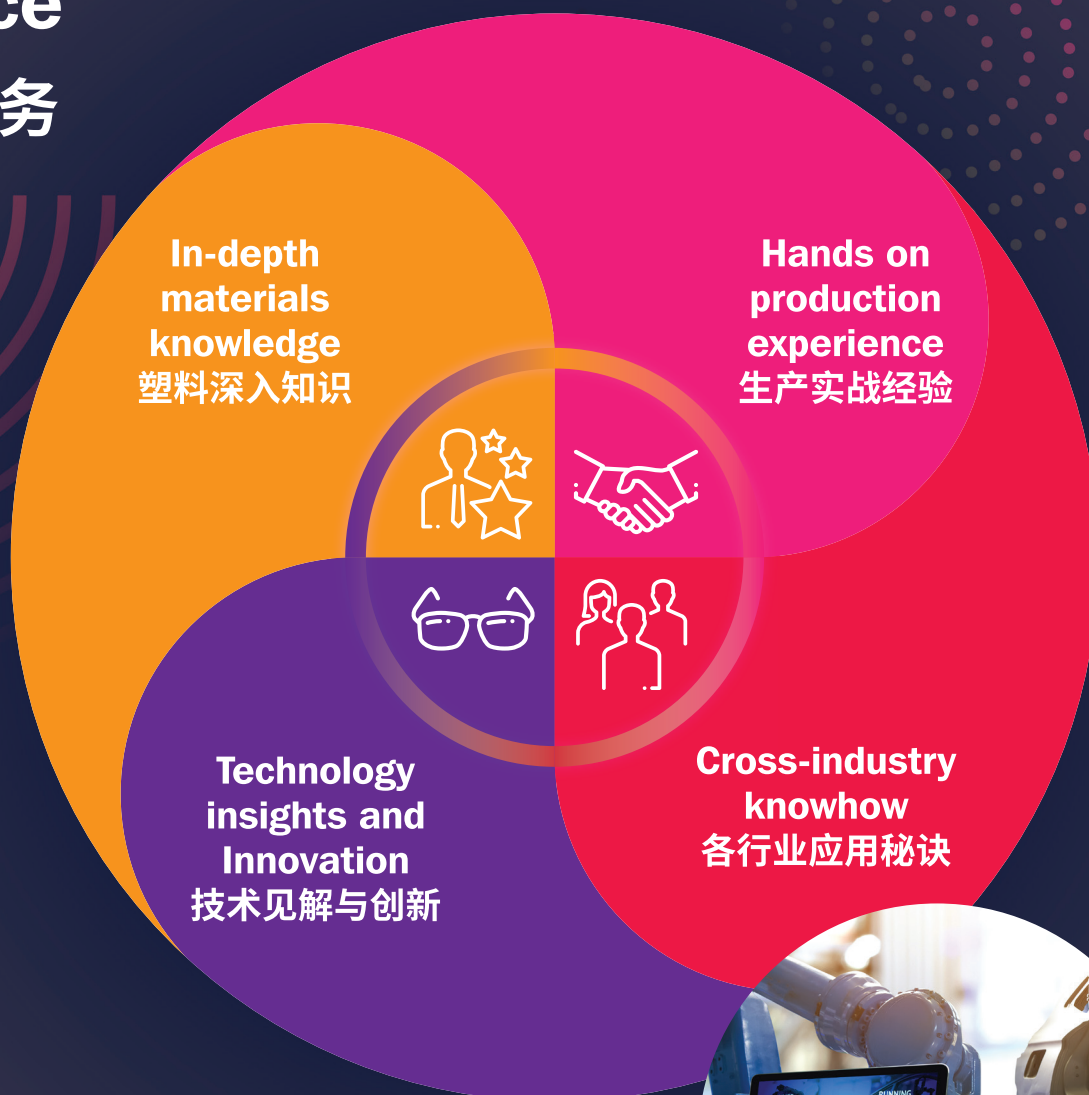 ce
务
In-depth
materials
knowledge
塑料深入知识
Hands on
production
experience
生产实战经验
Technology
insights and
Innovation
技术见解与创新
Cross-industry
knowhow
各行业应用秘诀
RUNNING